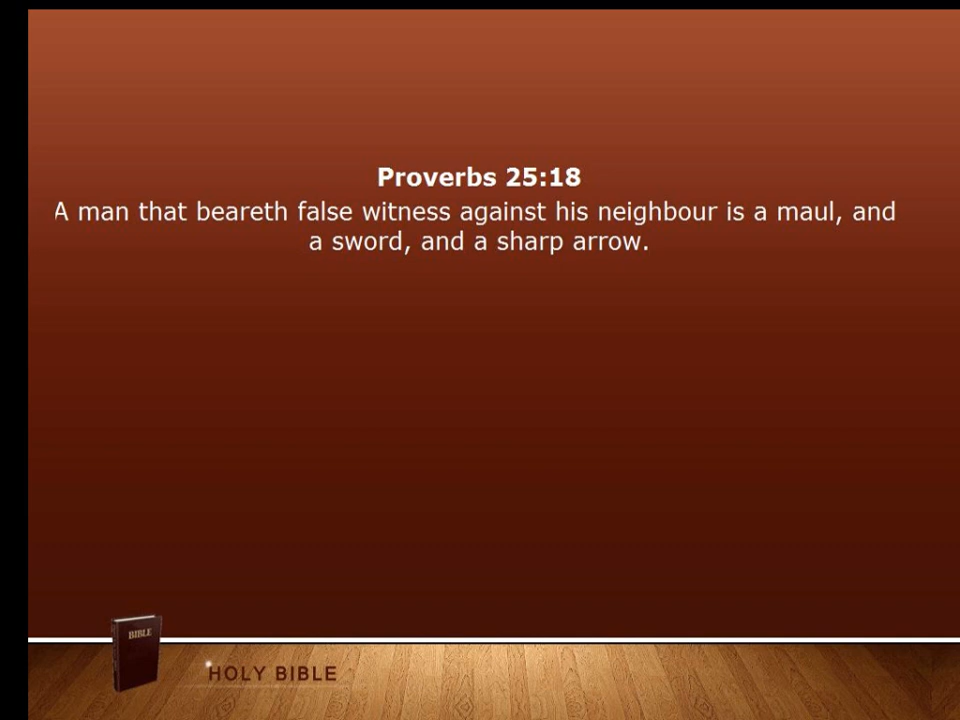 Proverbs 25:18
A man that beareth false witness against his neighbour is a maul, and
a sword, and a sharp arrow.
BIBLE
HOLY BIBLE